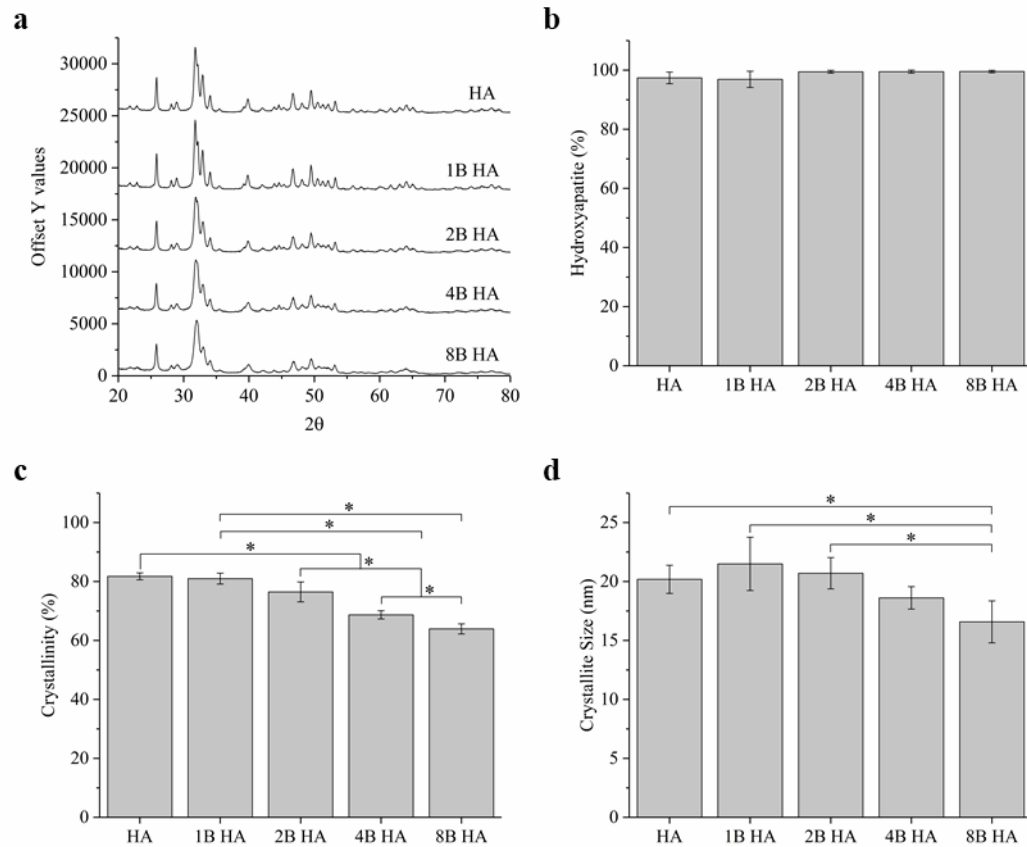 a
30000
25000
20000
15000
10000
5000
0
Offset Y values
HA
1B HA
2B HA
4B HA
8B HA
20 30 40 50 60 70 80
2θ
b
100
80
60
40
20
0
Hydroxyapatite (%)
HA 1B HA 2B HA 4B HA 8B HA
c
100
80
60
40
20
0
Crystallinity (%)
*
*
*
*
*
HA 1B HA 2B HA 4B HA 8B HA
d
25
20
15
10
5
0
Crystallite Size (nm)
*
*
*
HA 1B HA 2B HA 4B HA 8B HA